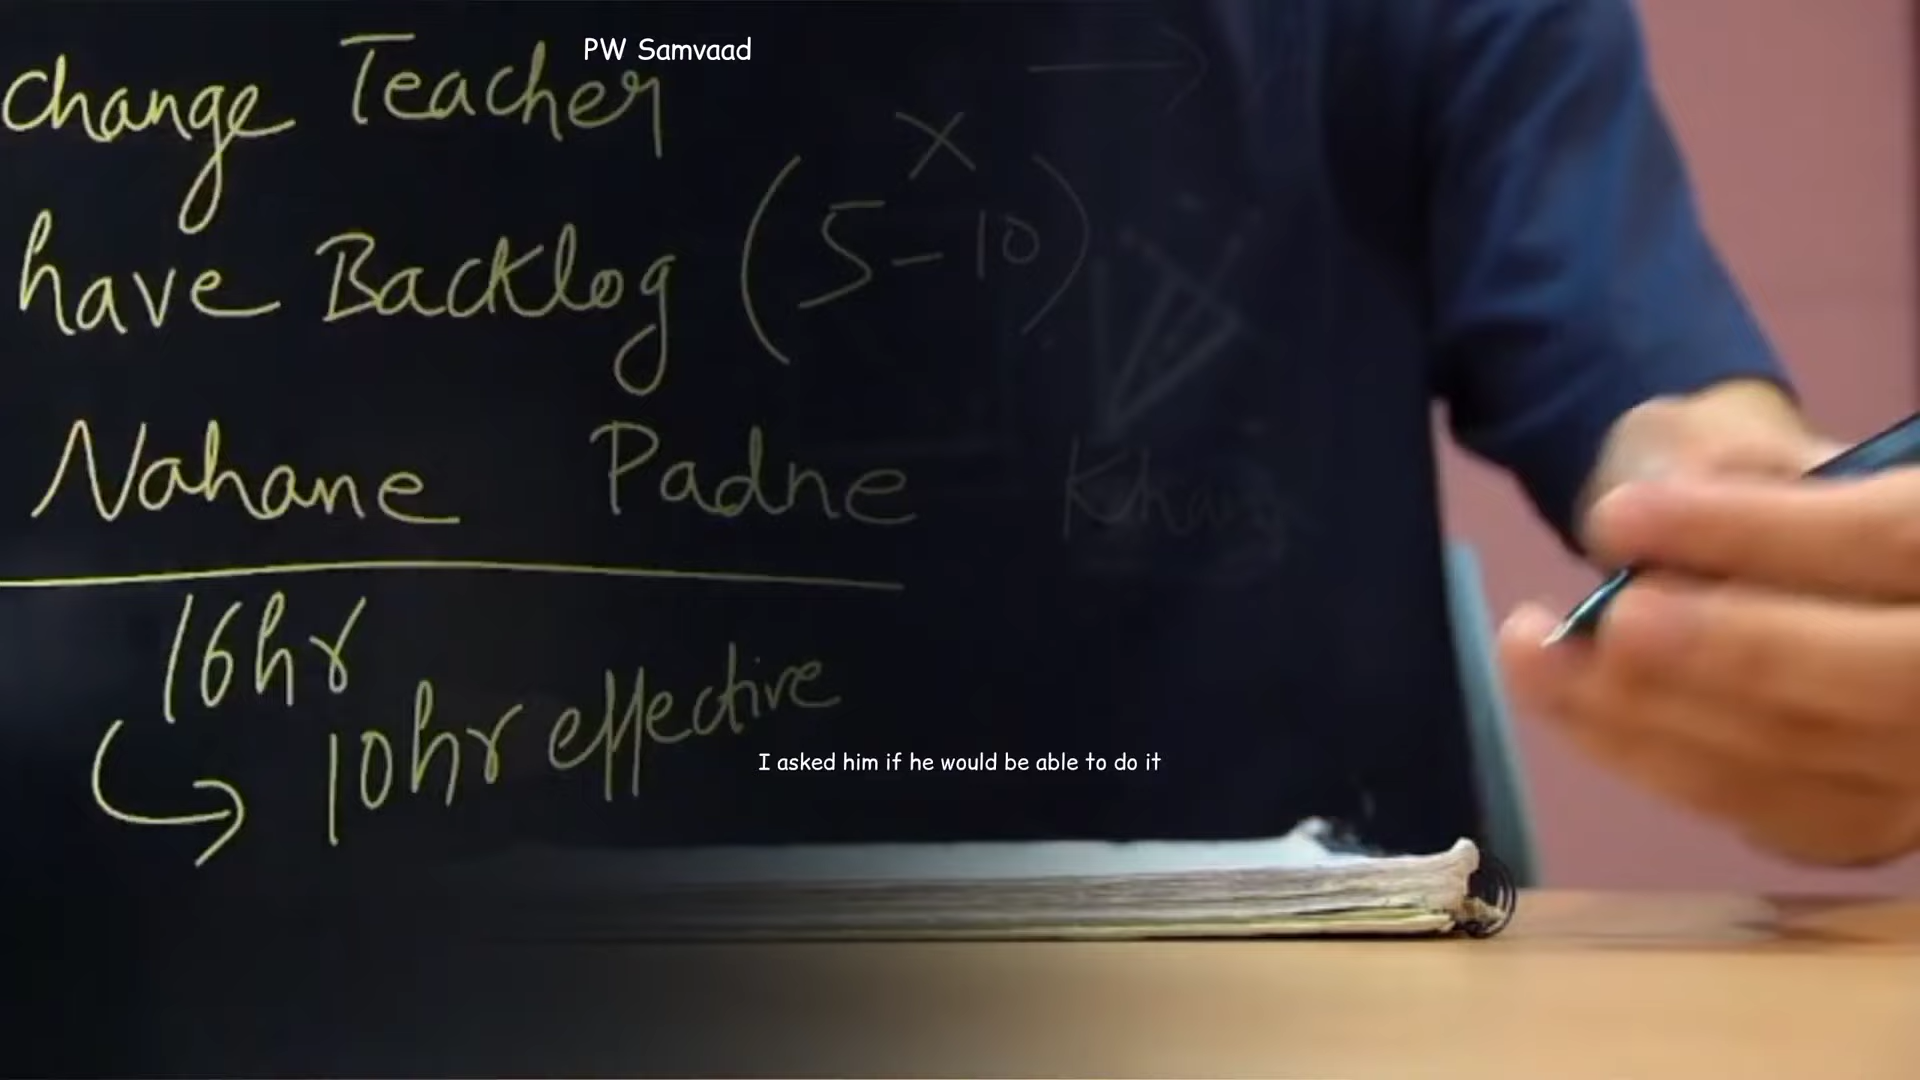 PW Samvaad
change Teacher
X
have Backlog (5-10)
Nahane Padne
16hr
10hr effective
I asked him if he would be able to do it